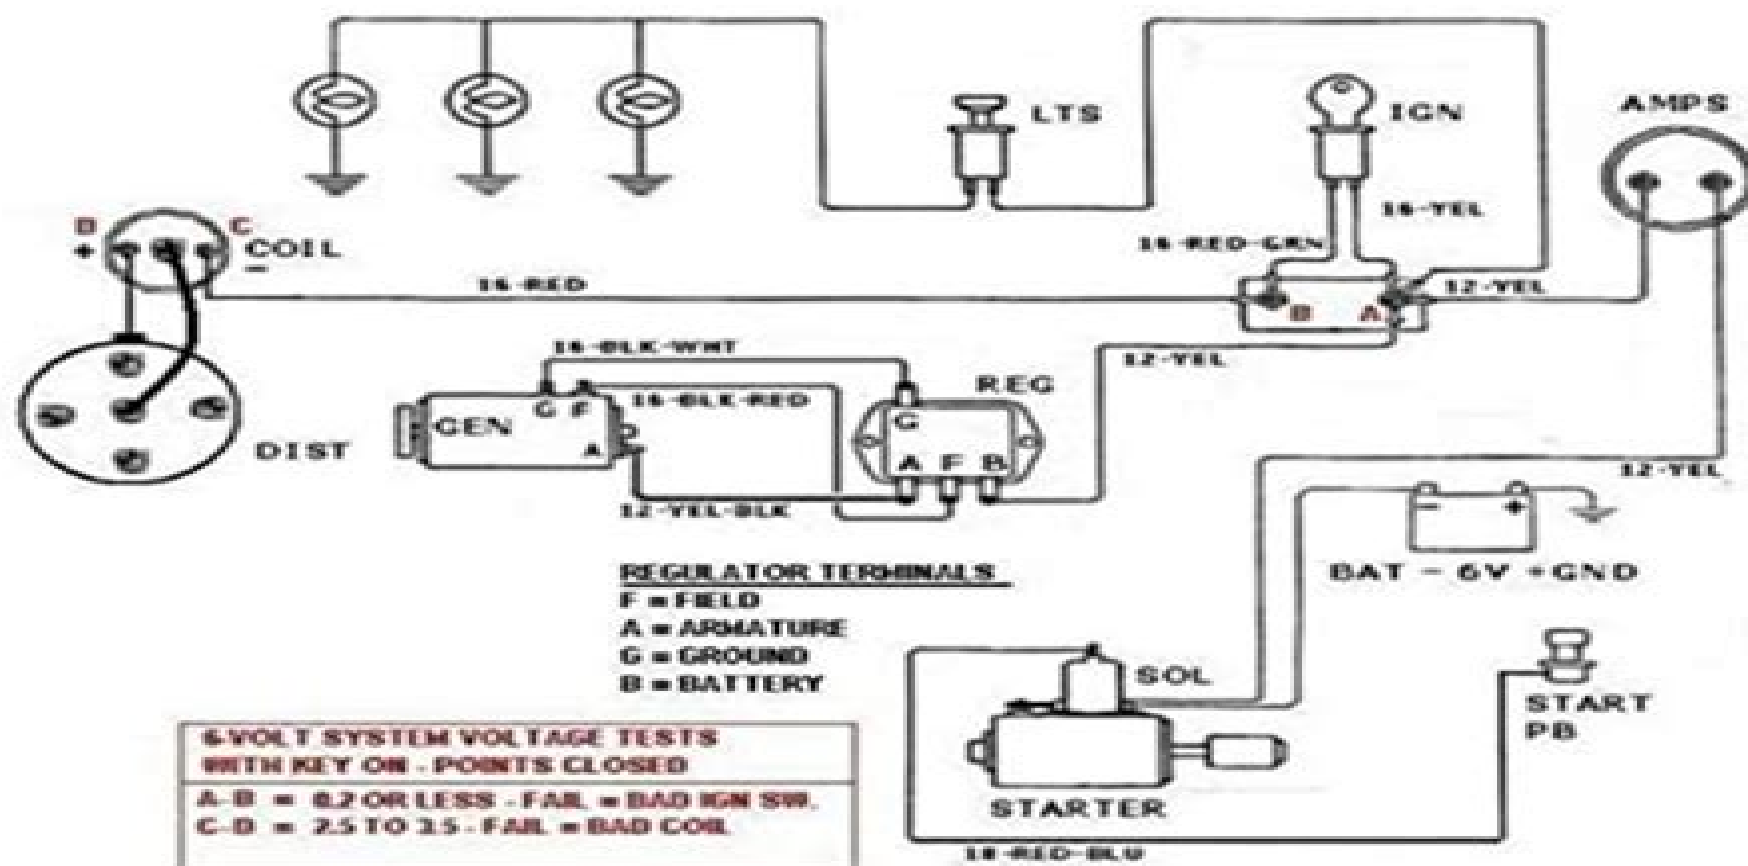 LTS
IGN
AMPS
16-YEL
16-RED-GRN
C
+
COIL
-
16-RED
12-YEL
B
A
16-BLK-WHT
12-YEL
REG
G F
16-BLK-RED
GEN
G
A
DIST
A F B
12-YEL
12-YEL-BLK
- +
BAT - 6V +GND
REGULATOR TERMINALS
F = FIELD
A = ARMATURE
G = GROUND
B = BATTERY
SOL
START
PB
6-VOLT SYSTEM VOLTAGE TESTS
WITH KEY ON - POINTS CLOSED
A-B = 0.2 OR LESS - FAIL = BAD IGN SW.
C-D = 2.5 TO 3.5 - FAIL = BAD COIL
STARTER
18-RED-BLU